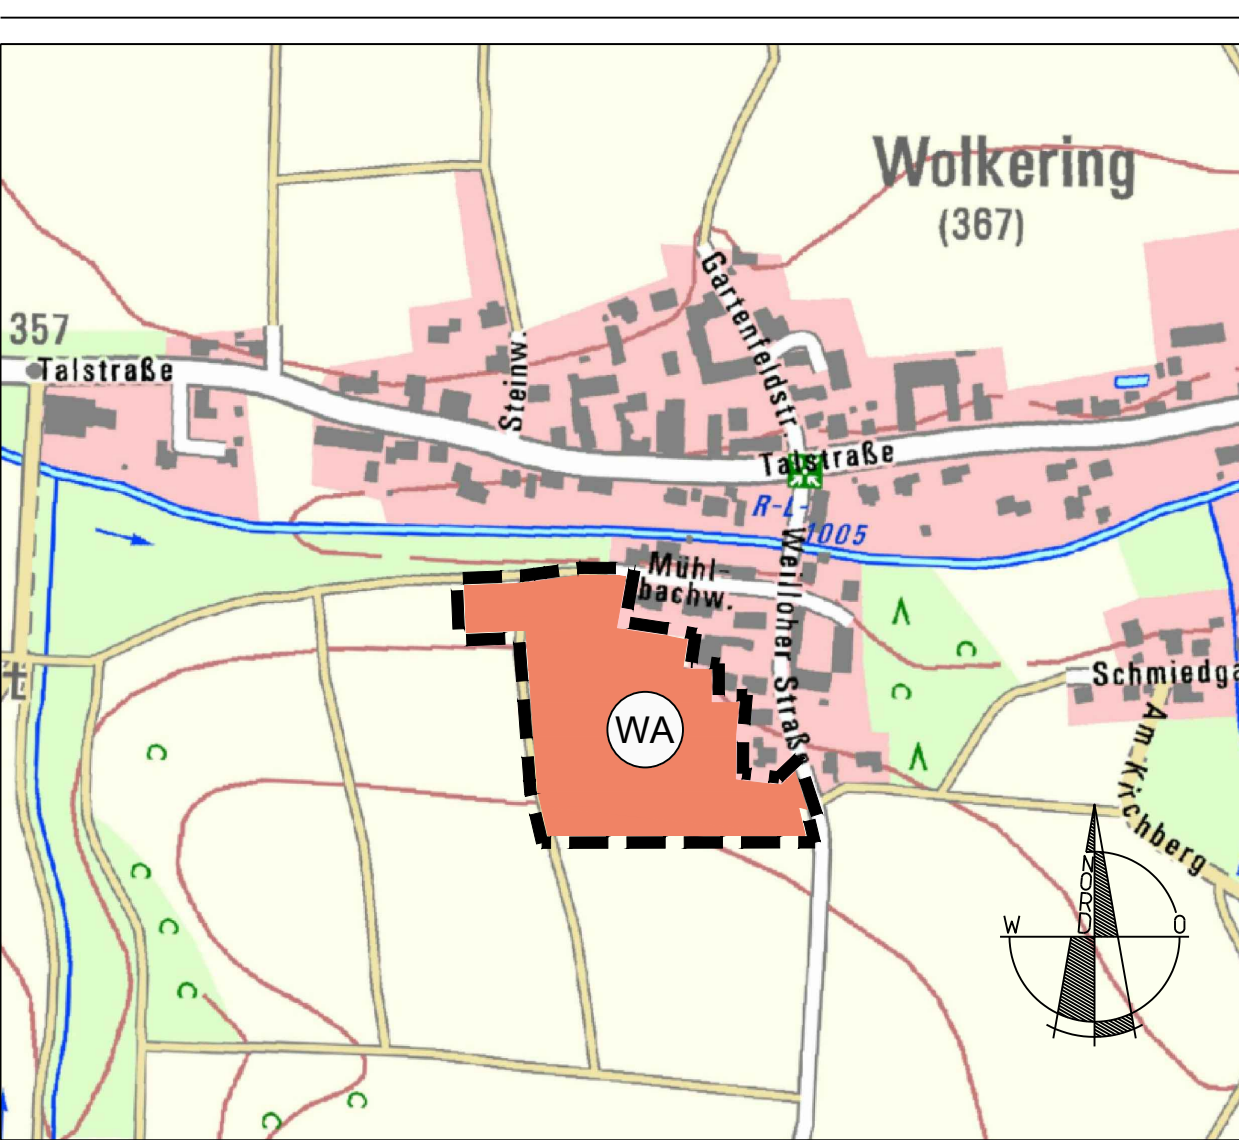 Wolkering
(367)
Gartenfeldstr.
357
Talstraße
Steinw.
Talstraße
R-L-
1005
Mühl-
bachw.
Weilloher Straße
Schmiedga
WA
Am Kirchberg
NORD
W
O